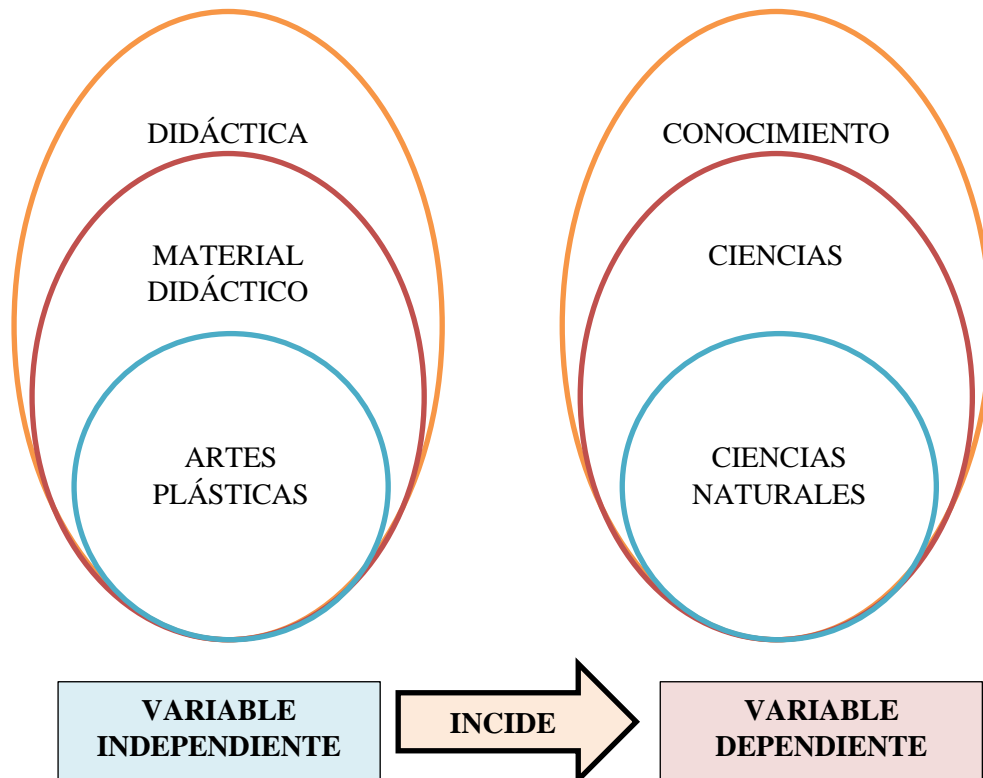 DIDÁCTICA
MATERIAL
DIDÁCTICO
ARTES
PLÁSTICAS
CONOCIMIENTO
CIENCIAS
CIENCIAS
NATURALES
VARIABLE
INDEPENDIENTE
INCIDE
VARIABLE
DEPENDIENTE